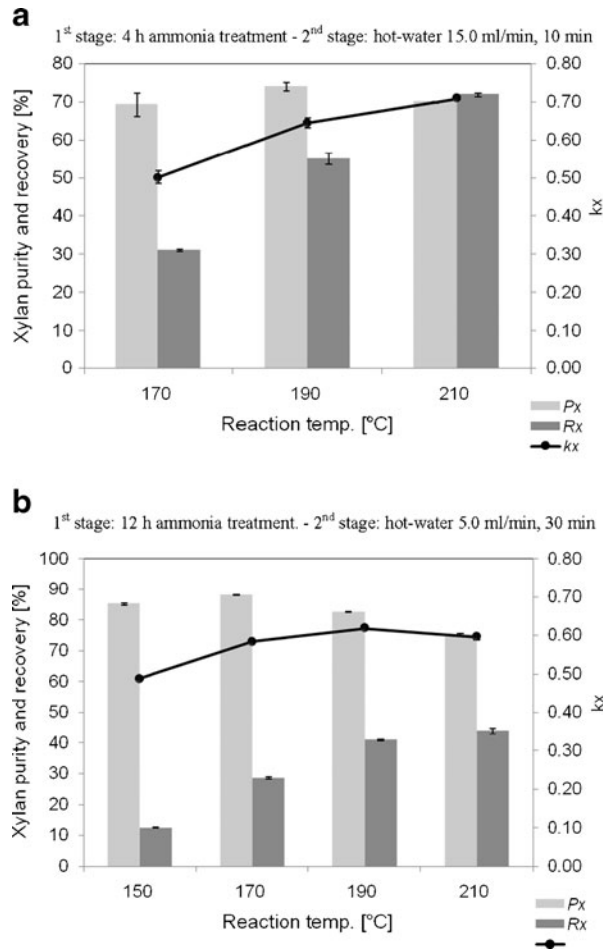 a
1st stage: 4 h ammonia treatment - 2nd stage: hot-water 15.0 ml/min, 10 min
Xylan purity and recovery [%]
80
70
60
50
40
30
20
10
0
0.80
0.70
0.60
0.50
0.40
0.30
0.20
0.10
0.00
kx
170 190 210
Reaction temp. [°C]
Px
Rx
kx
b
1st stage: 12 h ammonia treatment. - 2nd stage: hot-water 5.0 ml/min, 30 min
Xylan purity and recovery [%]
100
90
80
70
60
50
40
30
20
10
0
0.80
0.70
0.60
0.50
0.40
0.30
0.20
0.10
0.00
kx
150 170 190 210
Reaction temp. [°C]
Px
Rx